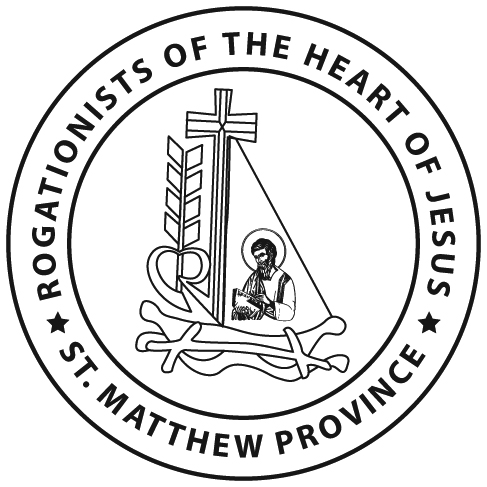 ROGATIONISTS OF THE HEART OF JESUS
ST. MATTHEW PROVINCE